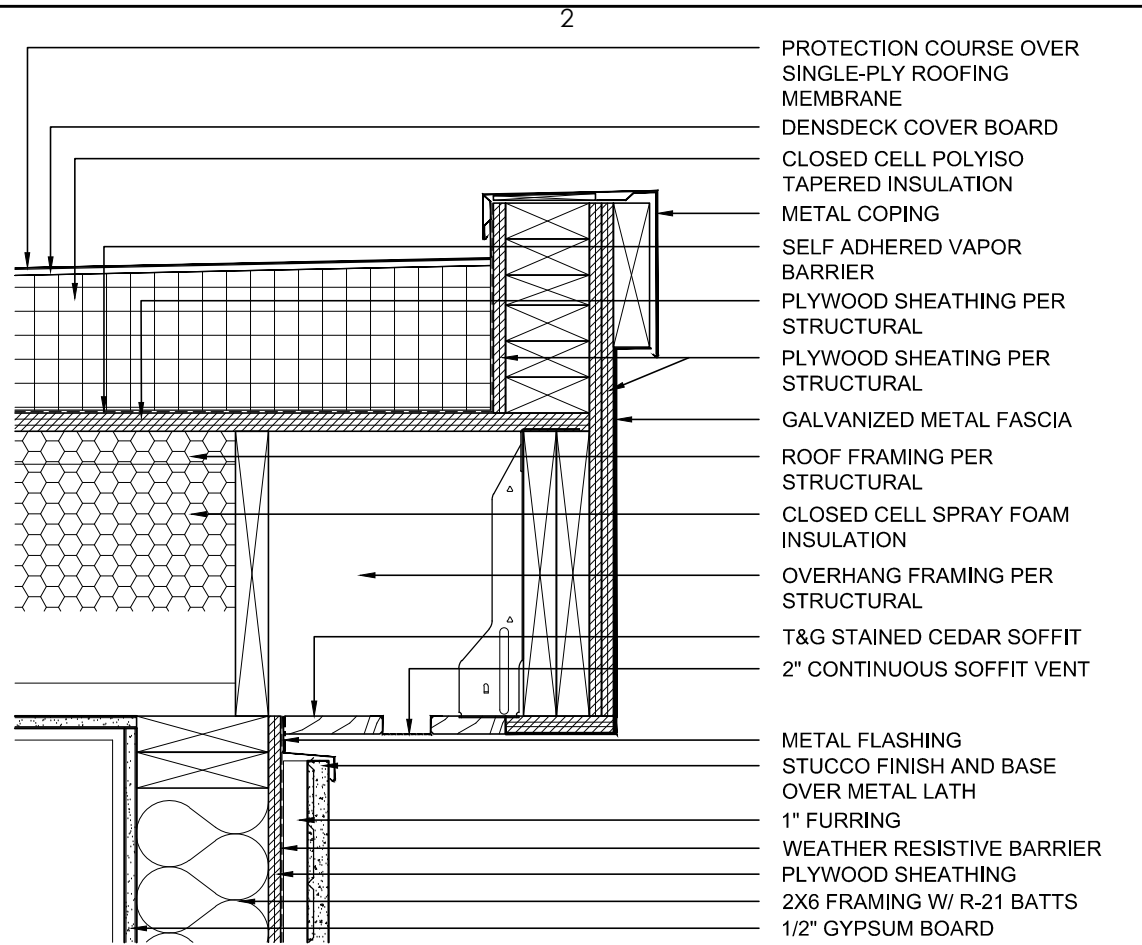 2
PROTECTION COURSE OVER
SINGLE-PLY ROOFING
MEMBRANE
DENSDECK COVER BOARD
CLOSED CELL POLYISO
TAPERED INSULATION
METAL COPING
SELF ADHERED VAPOR
BARRIER
PLYWOOD SHEATHING PER
STRUCTURAL
PLYWOOD SHEATING PER
STRUCTURAL
GALVANIZED METAL FASCIA
ROOF FRAMING PER
STRUCTURAL
CLOSED CELL SPRAY FOAM
INSULATION
OVERHANG FRAMING PER
STRUCTURAL
T&G STAINED CEDAR SOFFIT
2" CONTINUOUS SOFFIT VENT
METAL FLASHING
STUCCO FINISH AND BASE
OVER METAL LATH
1" FURRING
WEATHER RESISTIVE BARRIER
PLYWOOD SHEATHING
2X6 FRAMING W/ R-21 BATTS
1/2" GYPSUM BOARD